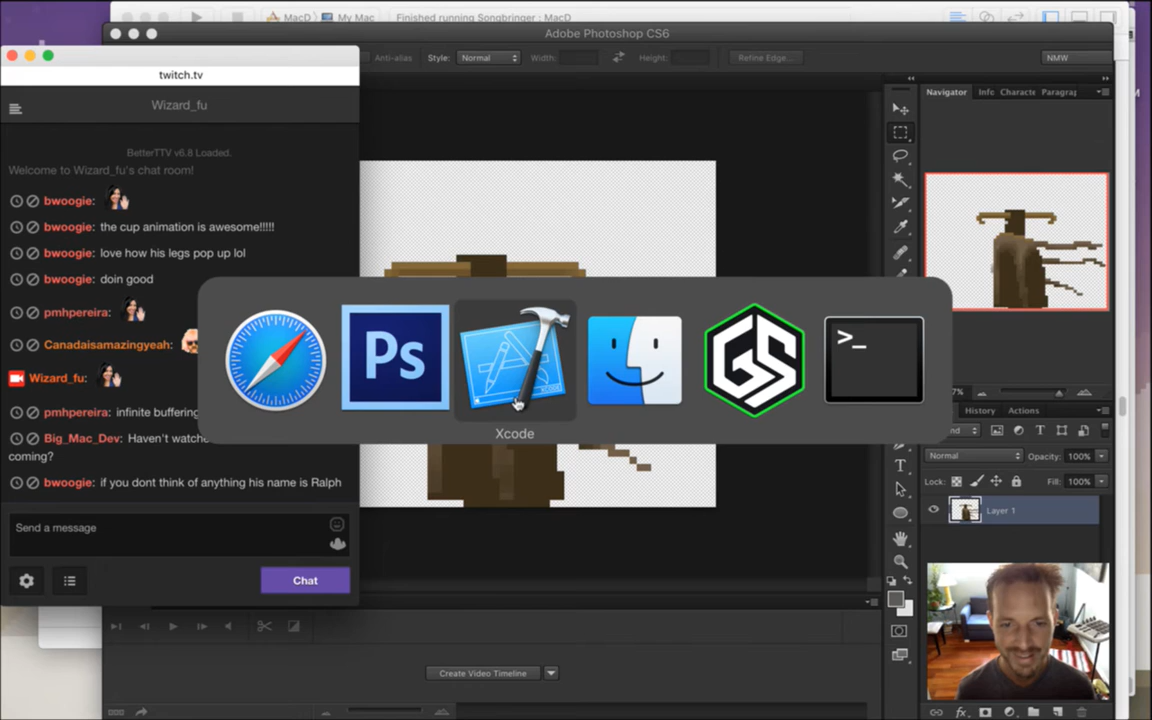 MacD
My Mac
Finished running Songbringer : MacD
Adobe Photoshop CS6
Anti-alias
Style:
Normal
Width:
Height:
Refine Edge...
NMW
twitch.tv
Wizard_fu
BetterTTV v6.8 Loaded.
Welcome to Wizard_fu's chat room!
bwoogie:
bwoogie: the cup animation is awesome!!!!!
bwoogie: love how his legs pop up lol
bwoogie: doin good
pmhpereira:
Canadaisamazingyeah:
Wizard_fu:
pmhpereira: infinite buffering
Big_Mac_Dev: Haven't watche
coming?
bwoogie: if you dont think of anything his name is Ralph
Send a message
Chat
Ps
GS
>_
Xcode
Navigator
Info
Characte
Paragrap
7%
History
Actions
Normal
Opacity:
100%
Lock:
Fill:
100%
Layer 1
Create Video Timeline
fx